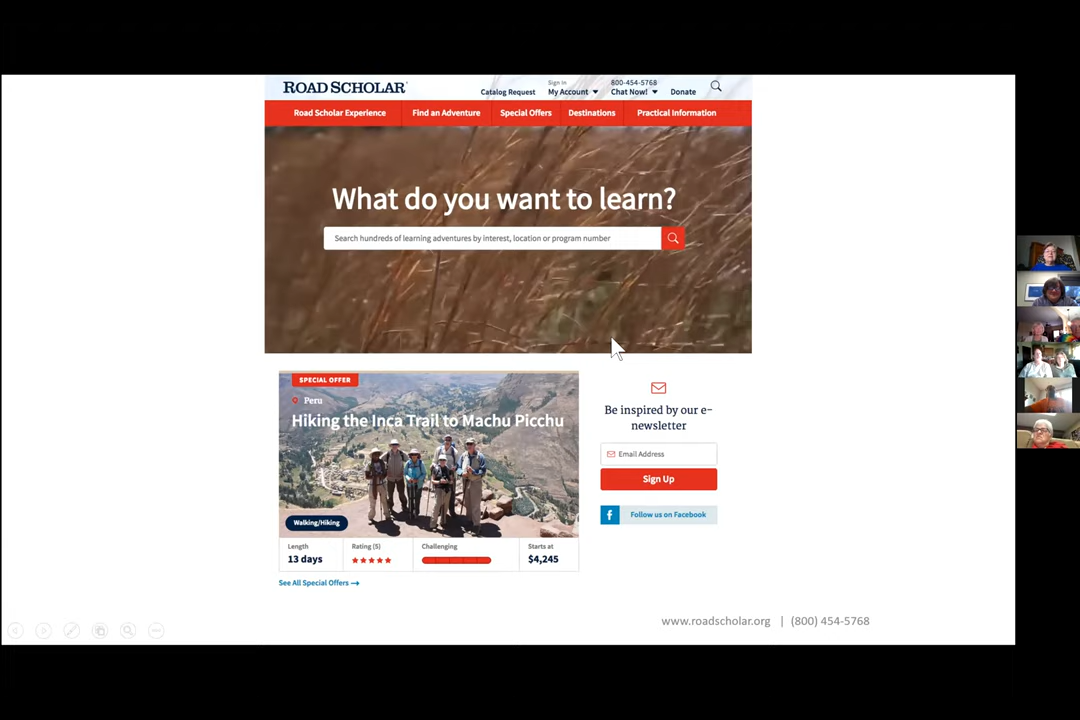 ROAD SCHOLAR
Catalog Request
Sign in
My Account
800-454-5768
Chat Now!
Donate
Road Scholar Experience
Find an Adventure
Special Offers
Destinations
Practical Information
What do you want to learn?
Search hundreds of learning adventures by interest, location or program number
SPECIAL OFFER
Peru
Hiking the Inca Trail to Machu Picchu
Walking/Hiking
Length
13 days
Rating (5)
Challenging
Starts at
$4,245
See All Special Offers →
Be inspired by our e-
newsletter
Email Address
Sign Up
f Follow us on Facebook
www.roadscholar.org | (800) 454-5768